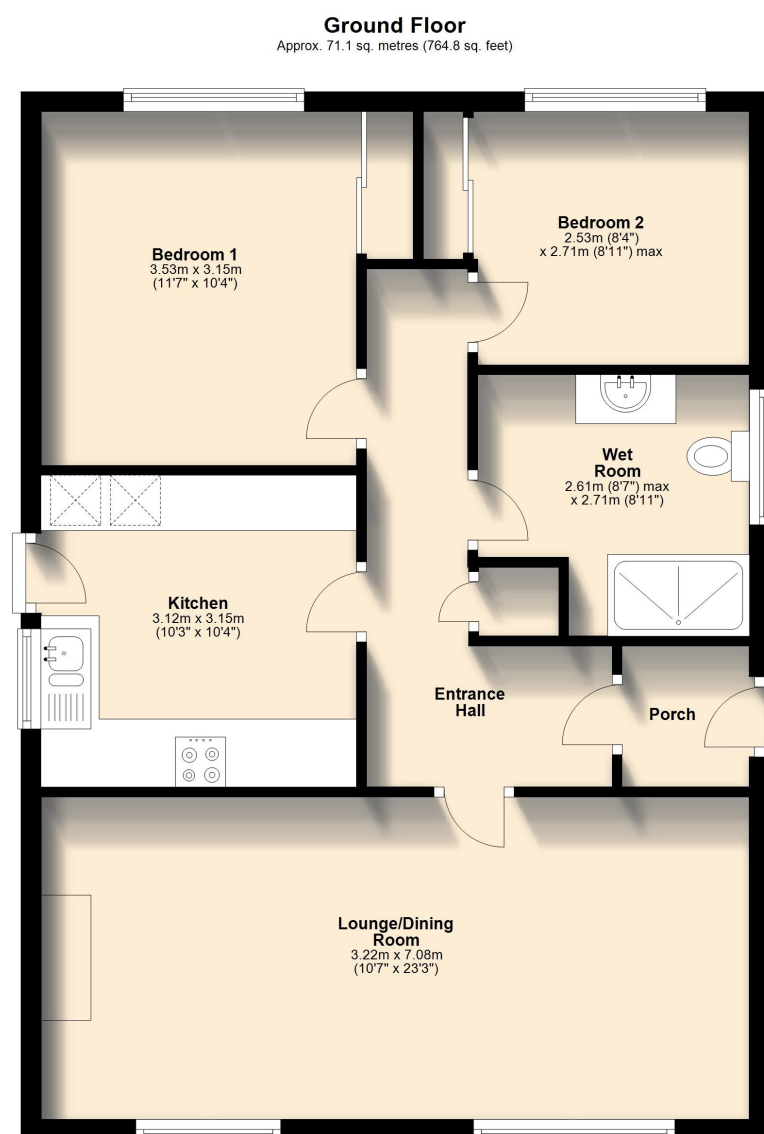 Ground Floor
Approx. 71.1 sq. metres (764.8 sq. feet)
Bedroom 1
3.53m x 3.15m
(11'7" x 10'4")
Bedroom 2
2.53m (8'4")
x 2.71m (8'11") max
Wet
Room
2.61m (8'7") max
x 2.71m (8'11")
Kitchen
3.12m x 3.15m
(10'3" x 10'4")
Entrance
Hall
Porch
Lounge/Dining
Room
3.22m x 7.08m
(10'7" x 23'3")